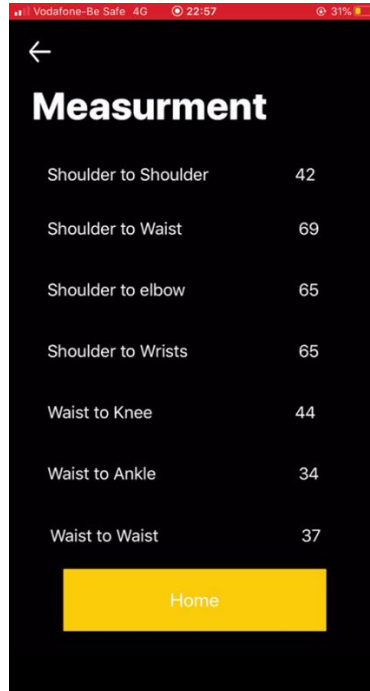 Vodafone-Be Safe 4G 22:57 31%
Measurment
Shoulder to Shoulder 42
Shoulder to Waist 69
Shoulder to elbow 65
Shoulder to Wrists 65
Waist to Knee 44
Waist to Ankle 34
Waist to Waist 37
Home